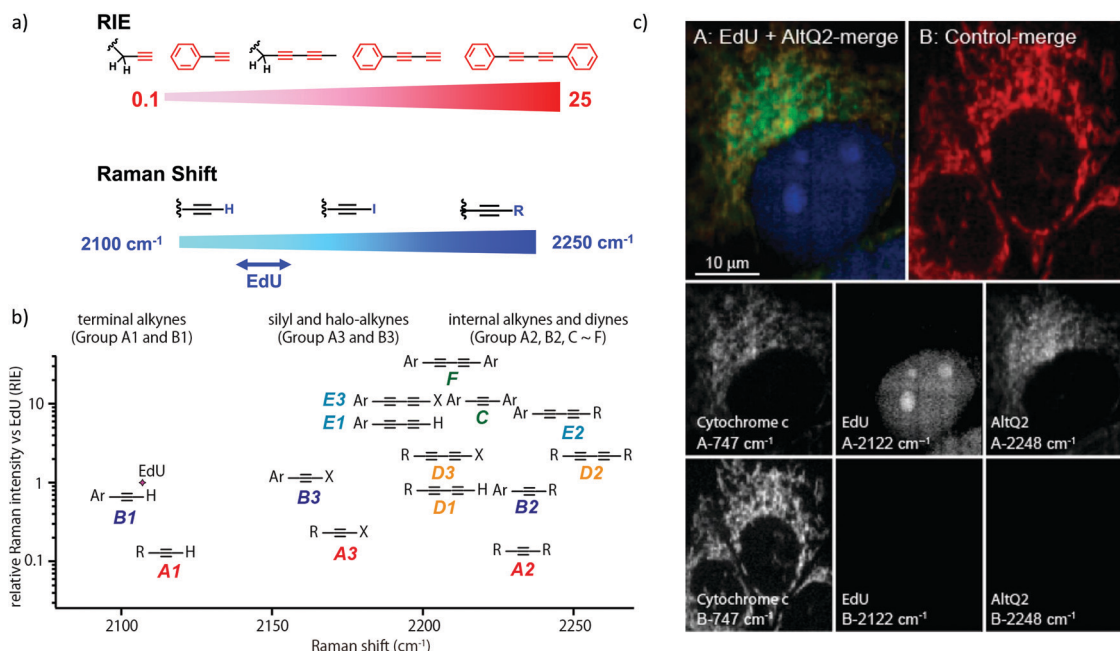 a)
RIE
H H
0.1
25
Raman Shift
H
I
R
2100 cm⁻¹
2250 cm⁻¹
EdU
b)
terminal alkynes
(Group A1 and B1)
silyl and halo-alkynes
(Group A3 and B3)
internal alkynes and diynes
(Group A2, B2, C ~ F)
relative Raman intensity vs EdU (RIE)
10
1
0.1
Ar Ar
F
E3 Ar X
Ar Ar
C
E1 Ar H
Ar R
E2
R X
D3
R R
D2
EdU
Ar H
B1
Ar X
B3
R H
D1
Ar R
B2
R H
A1
R X
A3
R R
A2
2100
2150
2200
2250
Raman shift (cm⁻¹)
c)
A: EdU + AltQ2-merge
10 μm
B: Control-merge
Cytochrome c
A-747 cm⁻¹
EdU
A-2122 cm⁻¹
AltQ2
A-2248 cm⁻¹
Cytochrome c
B-747 cm⁻¹
EdU
B-2122 cm⁻¹
AltQ2
B-2248 cm⁻¹